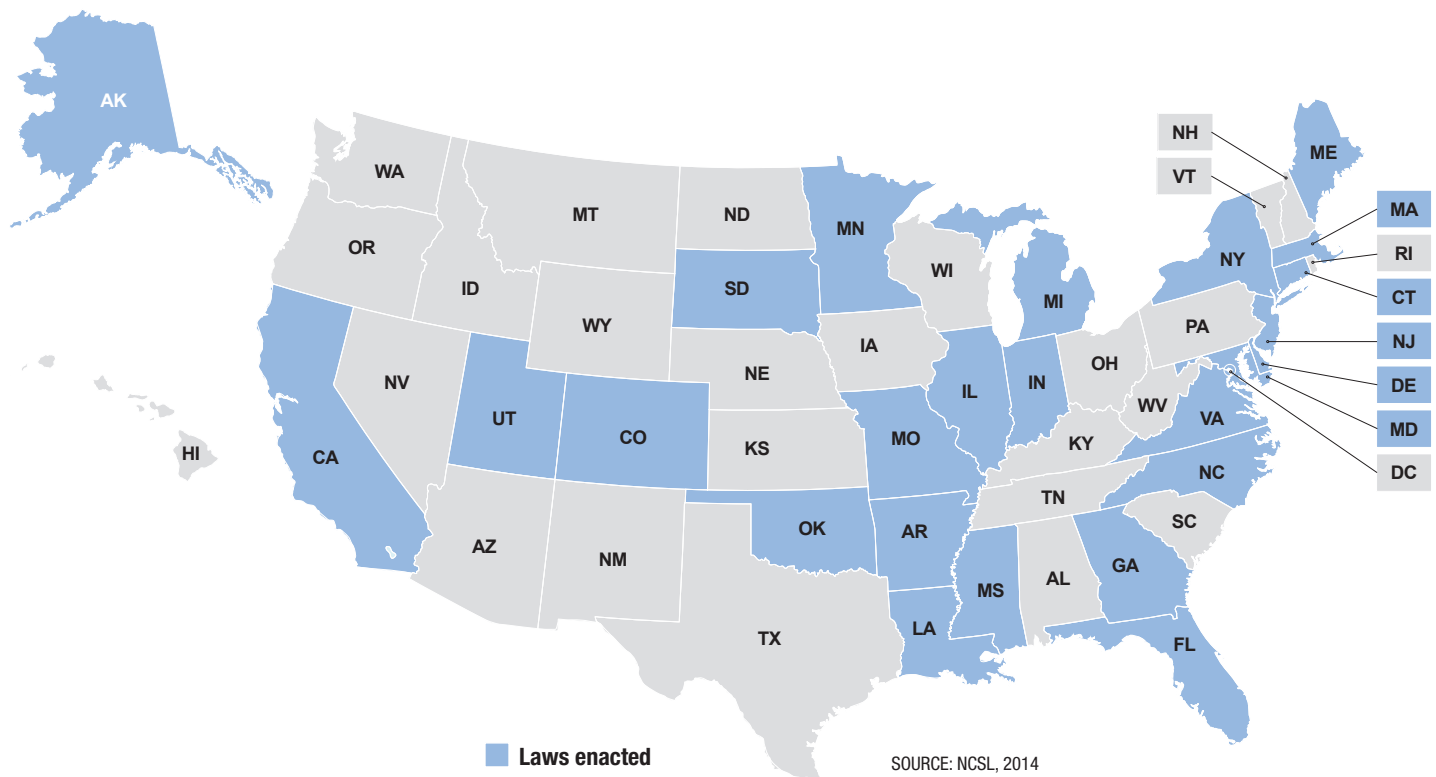 AK
NH
ME
WA
VT
MT
ND
MA
MN
OR
NY
RI
WI
SD
ID
MI
CT
WY
PA
NJ
IA
OH
NE
NV
DE
IL
IN
WV
UT
VA
MD
CO
MO
KS
KY
HI
CA
DC
NC
TN
OK
AR
SC
AZ
NM
GA
AL
MS
LA
TX
FL
Laws enacted
SOURCE: NCSL, 2014